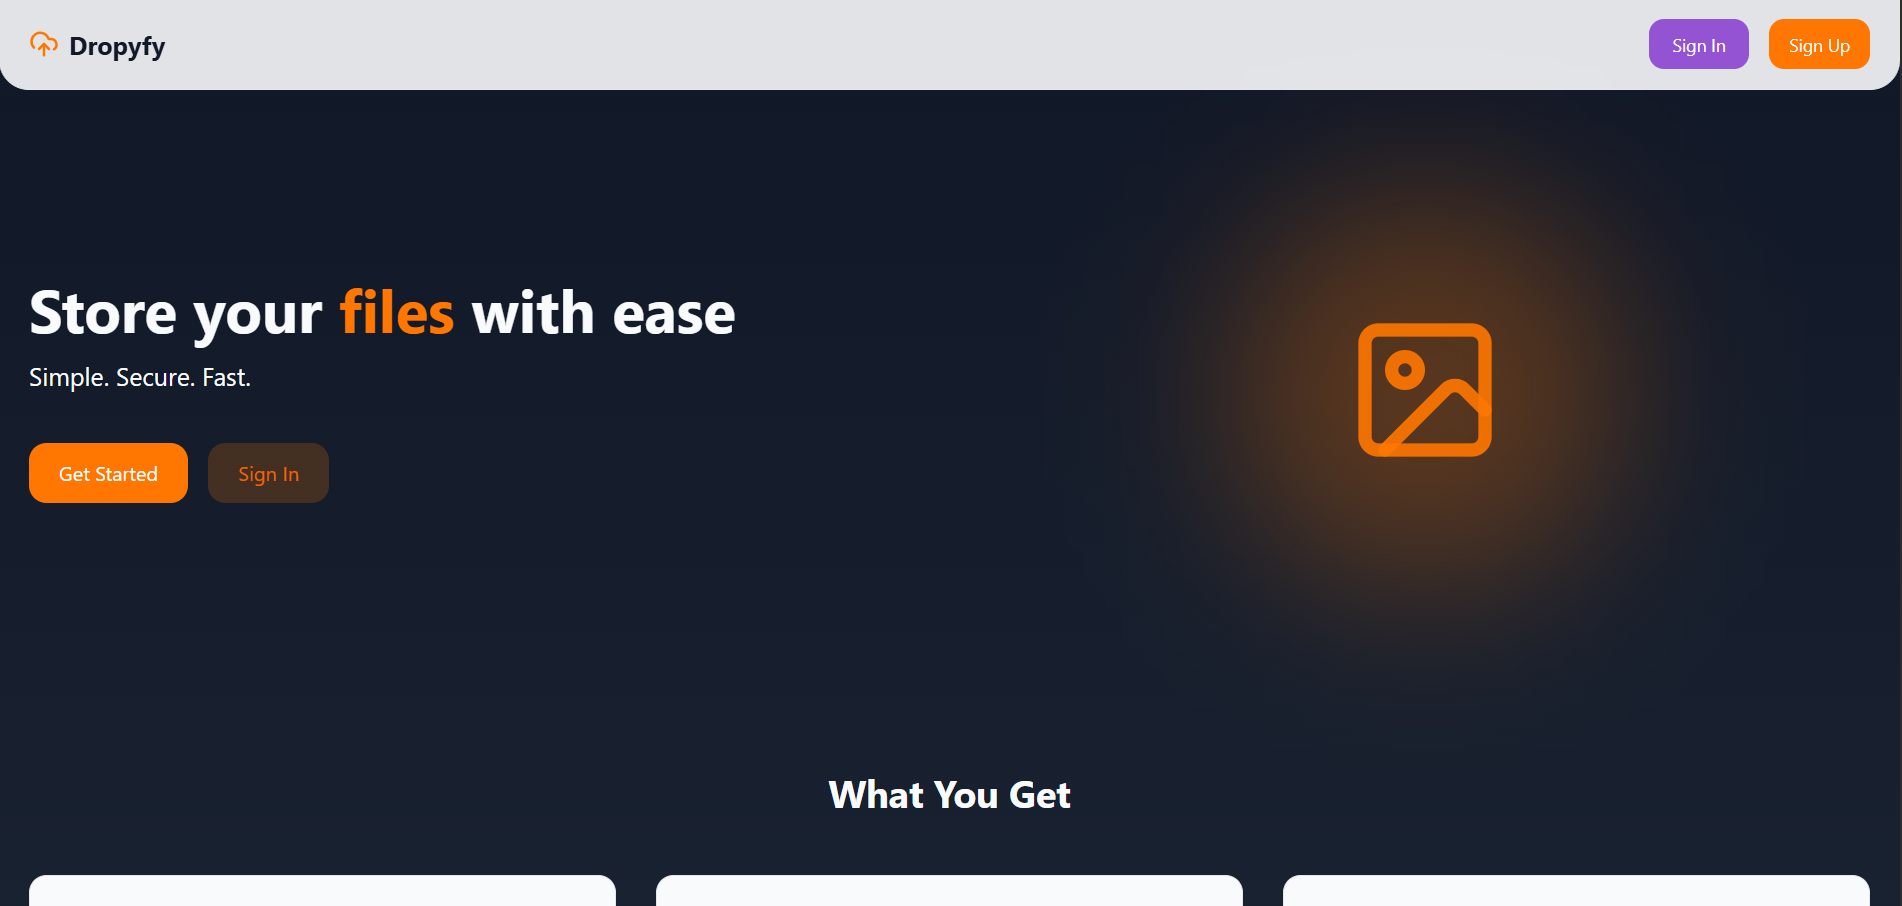 Dropyfy
Sign In
Sign Up
Store your files with ease
Simple. Secure. Fast.
Get Started
Sign In
What You Get